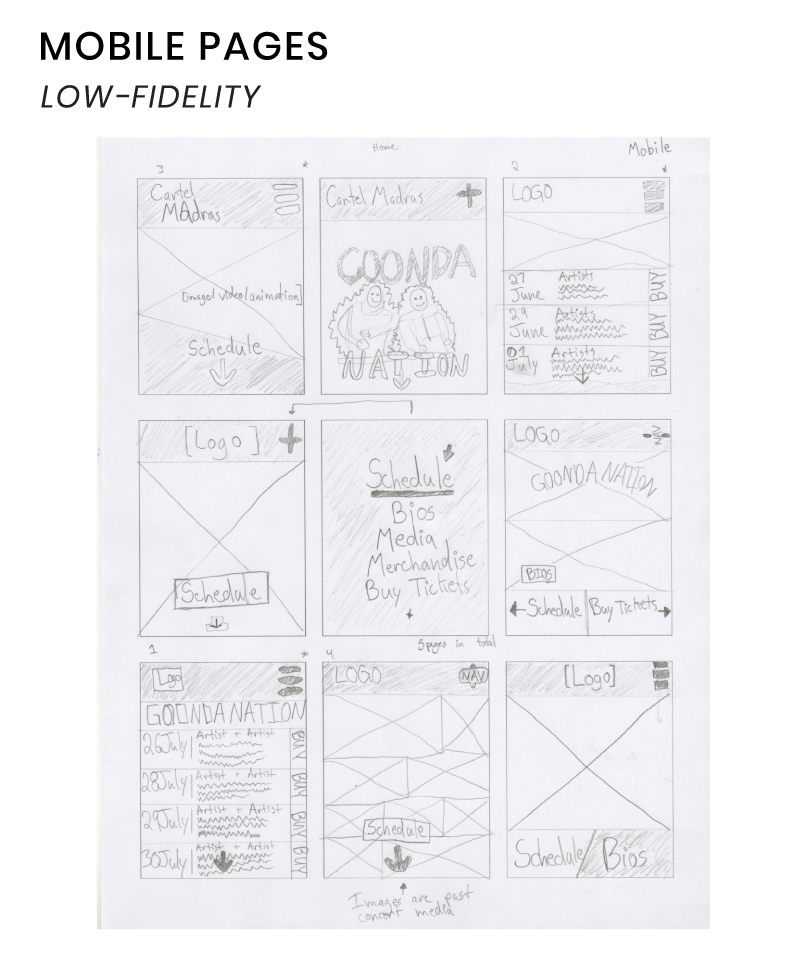 MOBILE PAGES
LOW-FIDELITY
Home
Mobile
3
Cartel
MAdras
[image/video/animation]
Schedule
Cartel Madras
GOONDA
NATION
2
LOGO
27
June
Artists
BUY
29
June
Artists
BUY
01
July
Artists
BUY
[Logo]
Schedule
Schedule
Bios
Media
Merchandise
Buy Tickets
5 pages in total
LOGO
NAV
GOONDA NATION
BIOS
Schedule
Buy Tickets
1
Logo
GOONDA NATION
26 July
Artist + Artist
BUY
28 July
Artist + Artist
BUY
29 July
Artist + Artist
BUY
30 July
Artist + Artist
BUY
4
LOGO
NAV
Schedule
Images are past
concert media
[Logo]
Schedule/Bios